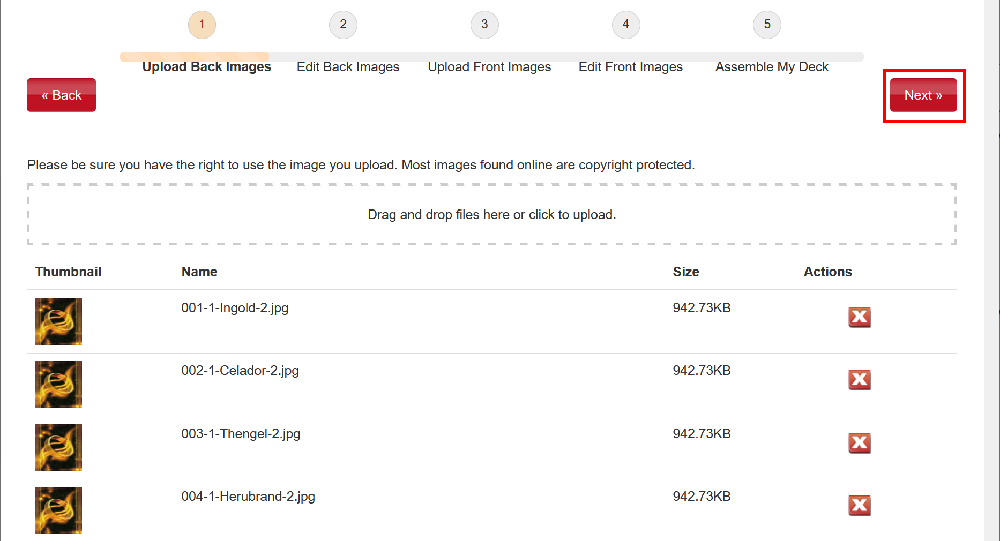 1 2 3 4 5
Upload Back Images Edit Back Images Upload Front Images Edit Front Images Assemble My Deck
« Back Next »
Please be sure you have the right to use the image you upload. Most images found online are copyright protected.
Drag and drop files here or click to upload.
Thumbnail Name Size Actions
001-1-Ingold-2.jpg 942.73KB X
002-1-Celador-2.jpg 942.73KB X
003-1-Thengel-2.jpg 942.73KB X
004-1-Herubrand-2.jpg 942.73KB X